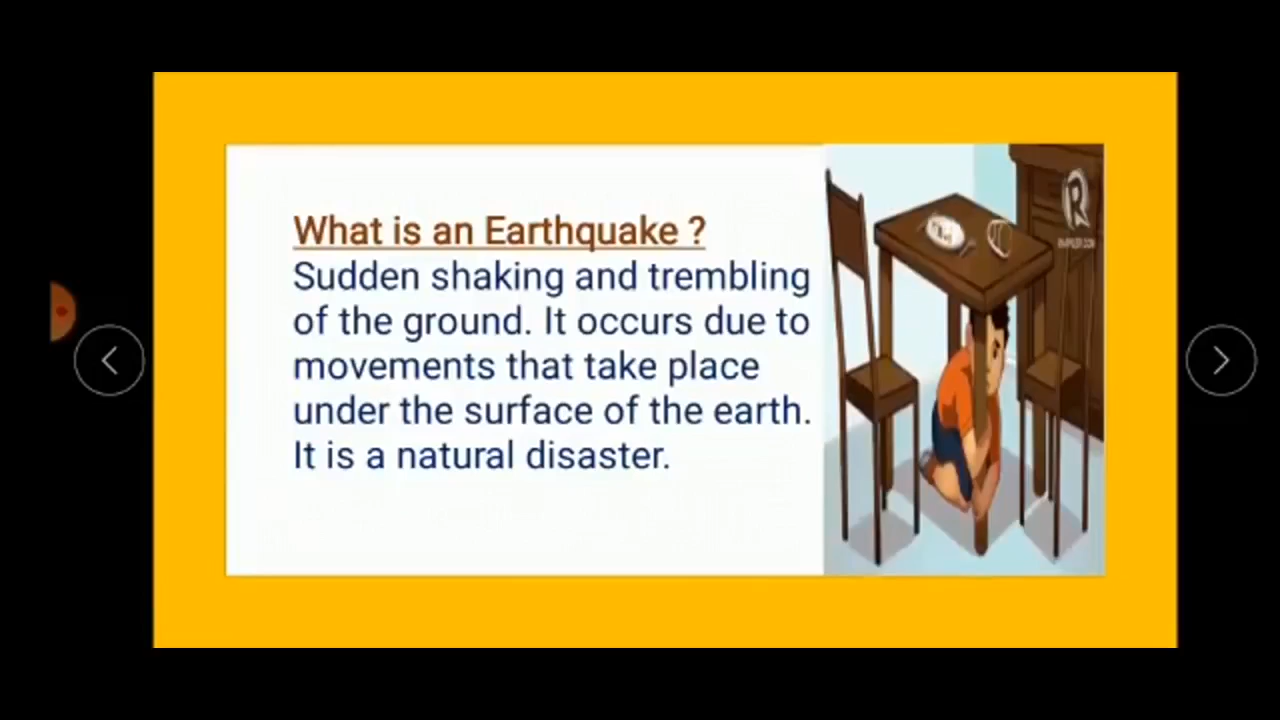 What is an Earthquake ?
Sudden shaking and trembling
of the ground. It occurs due to
movements that take place
under the surface of the earth.
It is a natural disaster.